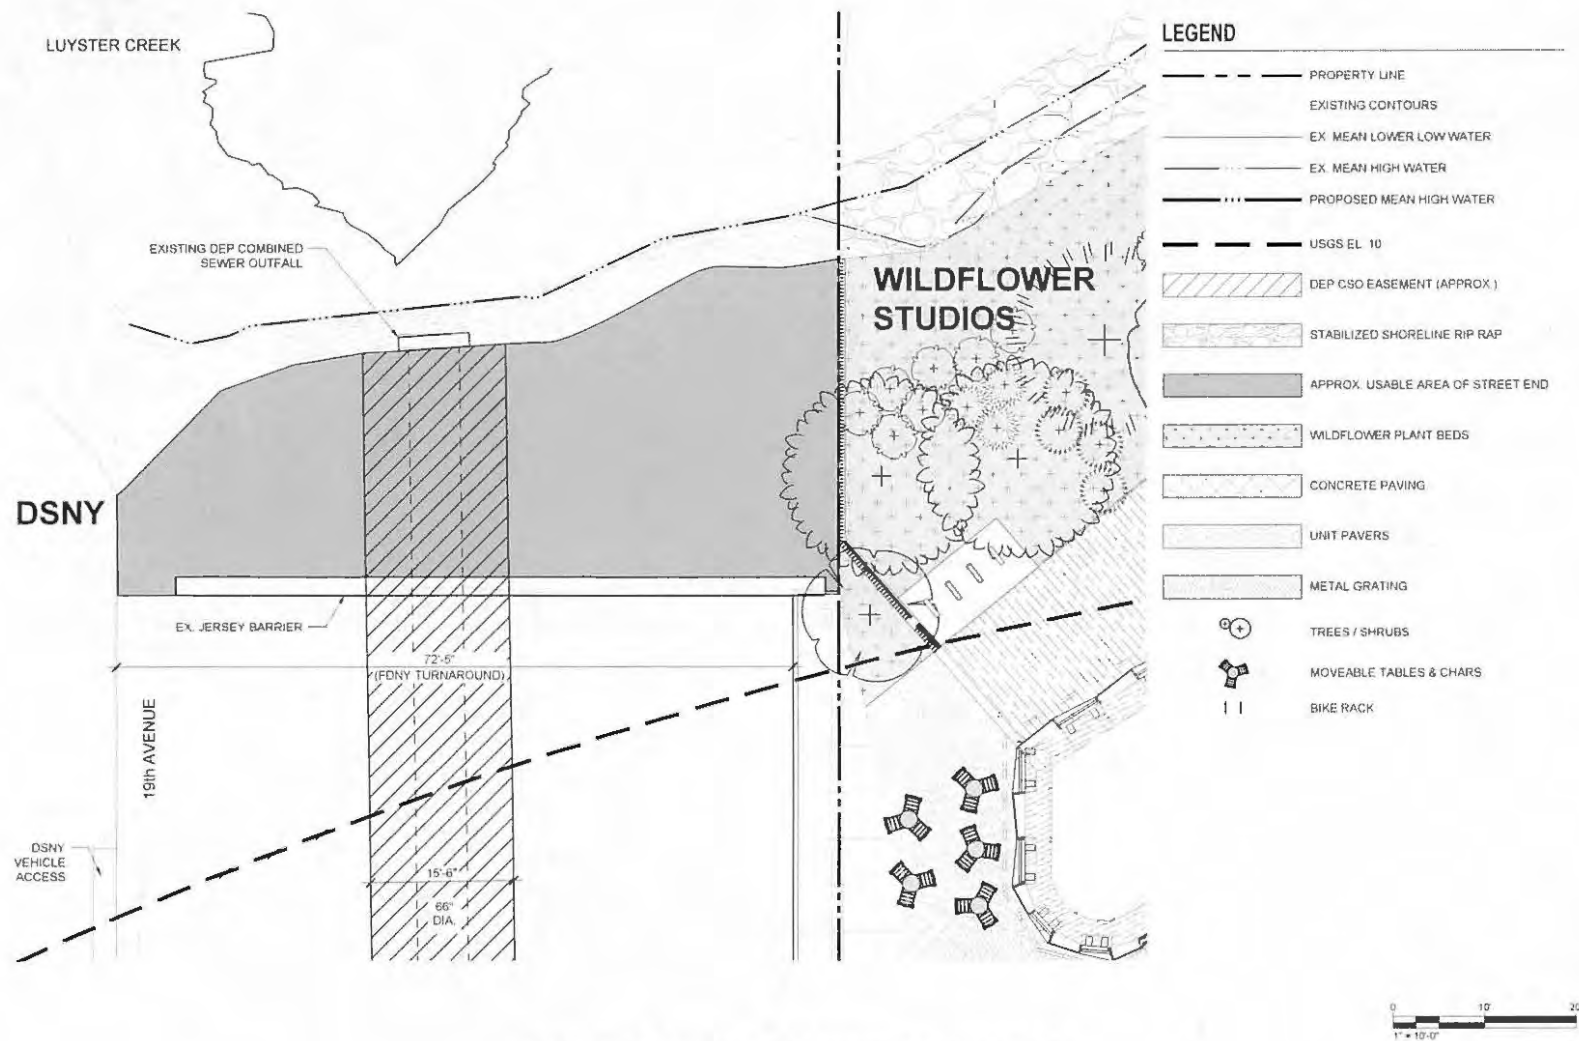 LUYSTER CREEK
EXISTING DEP COMBINED
SEWER OUTFALL
WILDFLOWER
STUDIOS
DSNY
EX. JERSEY BARRIER
72'-5"
(FDNY TURNAROUND)
19th AVENUE
DSNY
VEHICLE
ACCESS
15'-6"
66"
DIA.
LEGEND
PROPERTY LINE
EXISTING CONTOURS
EX. MEAN LOWER LOW WATER
EX. MEAN HIGH WATER
PROPOSED MEAN HIGH WATER
USGS EL. 10
DEP CSO EASEMENT (APPROX.)
STABILIZED SHORELINE RIP RAP
APPROX. USABLE AREA OF STREET END
WILDFLOWER PLANT BEDS
CONCRETE PAVING
UNIT PAVERS
METAL GRATING
TREES / SHRUBS
MOVEABLE TABLES & CHARS
BIKE RACK
0 10' 20'
1" = 10'-0"